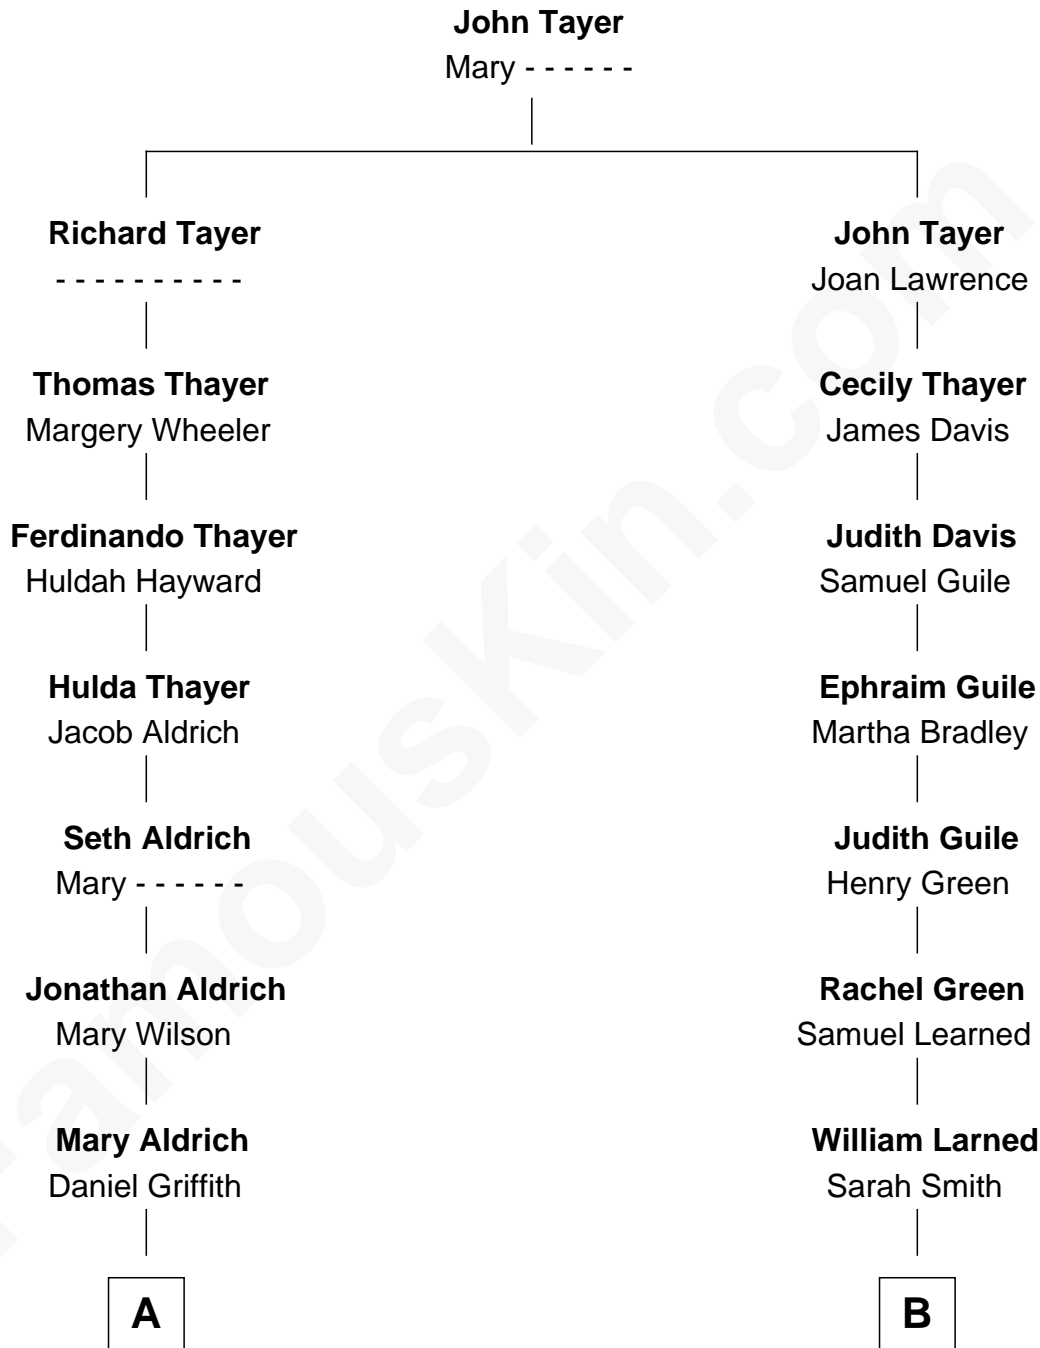 John Tayer
Mary - - - - - -
Richard Tayer
- - - - - - - - - -
John Tayer
Joan Lawrence
Thomas Thayer
Margery Wheeler
Cecily Thayer
James Davis
Ferdinando Thayer
Huldah Hayward
Judith Davis
Samuel Guile
Hulda Thayer
Jacob Aldrich
Ephraim Guile
Martha Bradley
Seth Aldrich
Mary - - - - - -
Judith Guile
Henry Green
Jonathan Aldrich
Mary Wilson
Rachel Green
Samuel Learned
Mary Aldrich
Daniel Griffith
William Larned
Sarah Smith
A
B
FamousKin.com